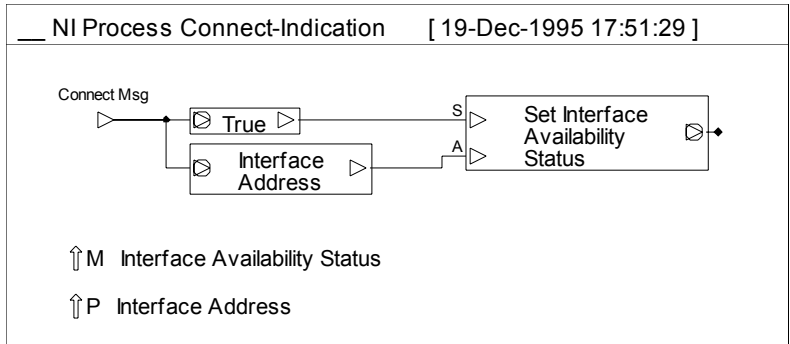 __ NI Process Connect-Indication [ 19-Dec-1995 17:51:29 ]
Connect Msg
True
Interface
Address
S
A
Set Interface
Availability
Status
⇧M Interface Availability Status
⇧P Interface Address